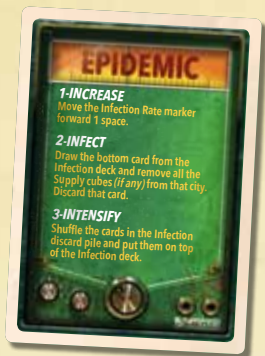 EPIDEMIC
1-INCREASE
Move the Infection Rate marker
forward 1 space.
2-INFECT
Draw the bottom card from the
Infection deck and remove all the
Supply cubes (if any) from that city.
Discard that card.
3-INTENSIFY
Shuffle the cards in the Infection
discard pile and put them on top
of the Infection deck.